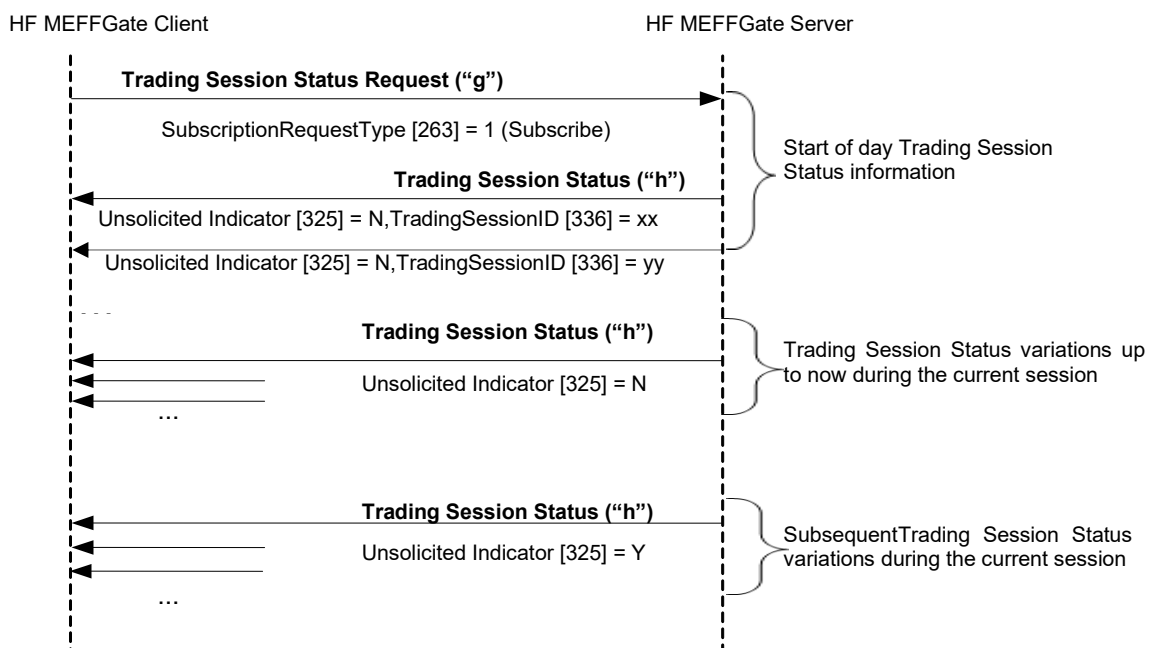 HF MEFFGate Client
HF MEFFGate Server
Trading Session Status Request (“g”)
SubscriptionRequestType [263] = 1 (Subscribe)
Start of day Trading Session
Status information
Trading Session Status (“h”)
Unsolicited Indicator [325] = N,TradingSessionID [336] = xx
Unsolicited Indicator [325] = N,TradingSessionID [336] = yy
...
Trading Session Status (“h”)
Trading Session Status variations up
to now during the current session
Unsolicited Indicator [325] = N
...
Trading Session Status (“h”)
SubsequentTrading Session Status
variations during the current session
Unsolicited Indicator [325] = Y
...